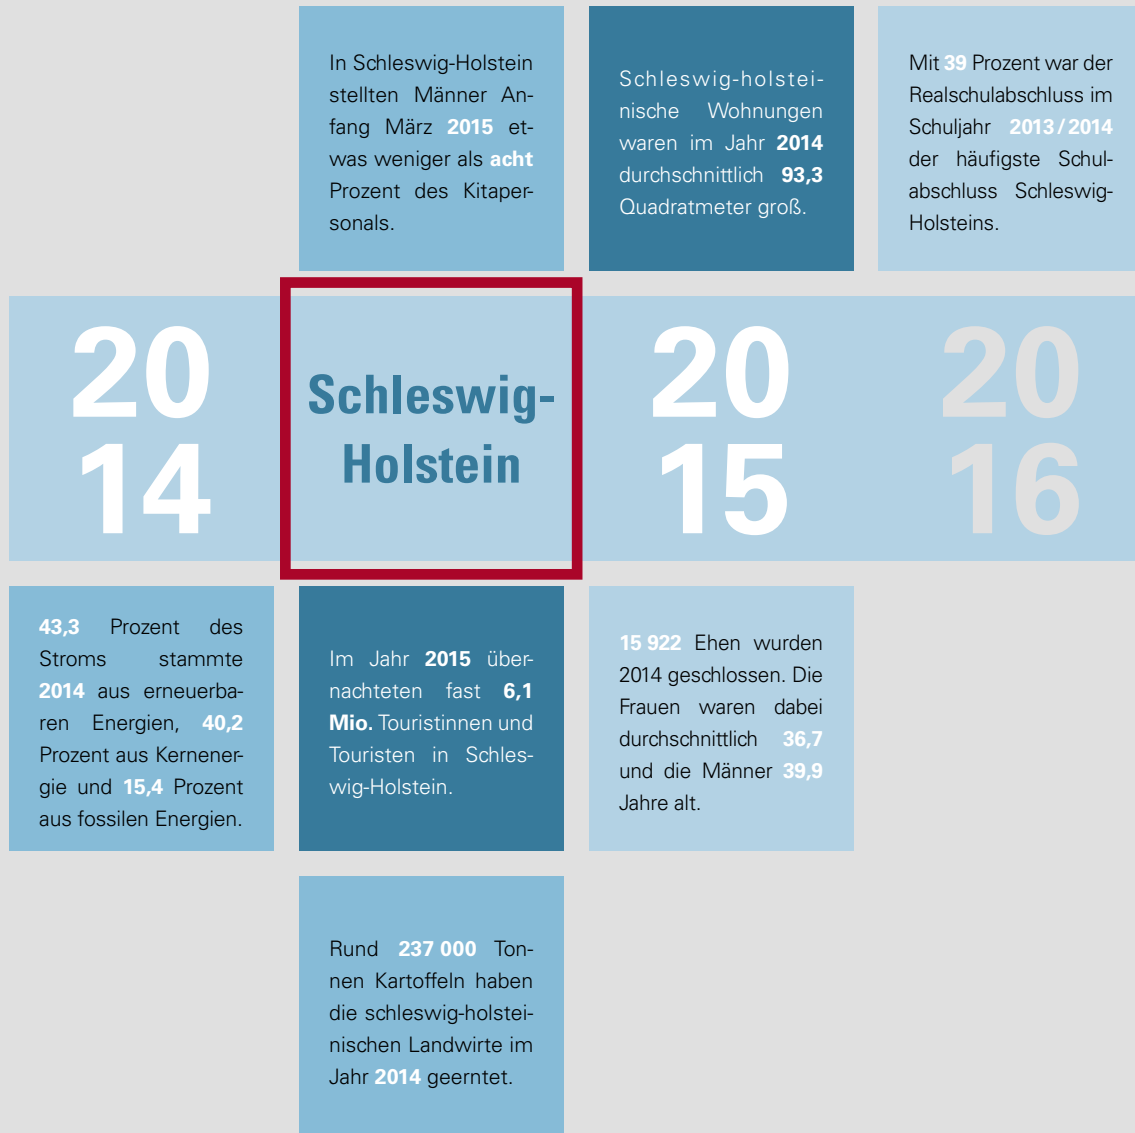 In Schleswig-Holstein
stellten Männer An-
fang März 2015 et-
was weniger als acht
Prozent des Kitaper-
sonals.
Schleswig-holstei-
nische Wohnungen
waren im Jahr 2014
durchschnittlich 93,3
Quadratmeter groß.
Mit 39 Prozent war der
Realschulabschluss im
Schuljahr 2013/2014
der häufigste Schul-
abschluss Schleswig-
Holsteins.
20
14
Schleswig-
Holstein
20
15
20
16
43,3 Prozent des
Stroms stammte
2014 aus erneuerba-
ren Energien, 40,2
Prozent aus Kernener-
gie und 15,4 Prozent
aus fossilen Energien.
Im Jahr 2015 über-
nachteten fast 6,1
Mio. Touristinnen und
Touristen in Schles-
wig-Holstein.
15 922 Ehen wurden
2014 geschlossen. Die
Frauen waren dabei
durchschnittlich 36,7
und die Männer 39,9
Jahre alt.
Rund 237 000 Ton-
nen Kartoffeln haben
die schleswig-holstei-
nischen Landwirte im
Jahr 2014 geerntet.